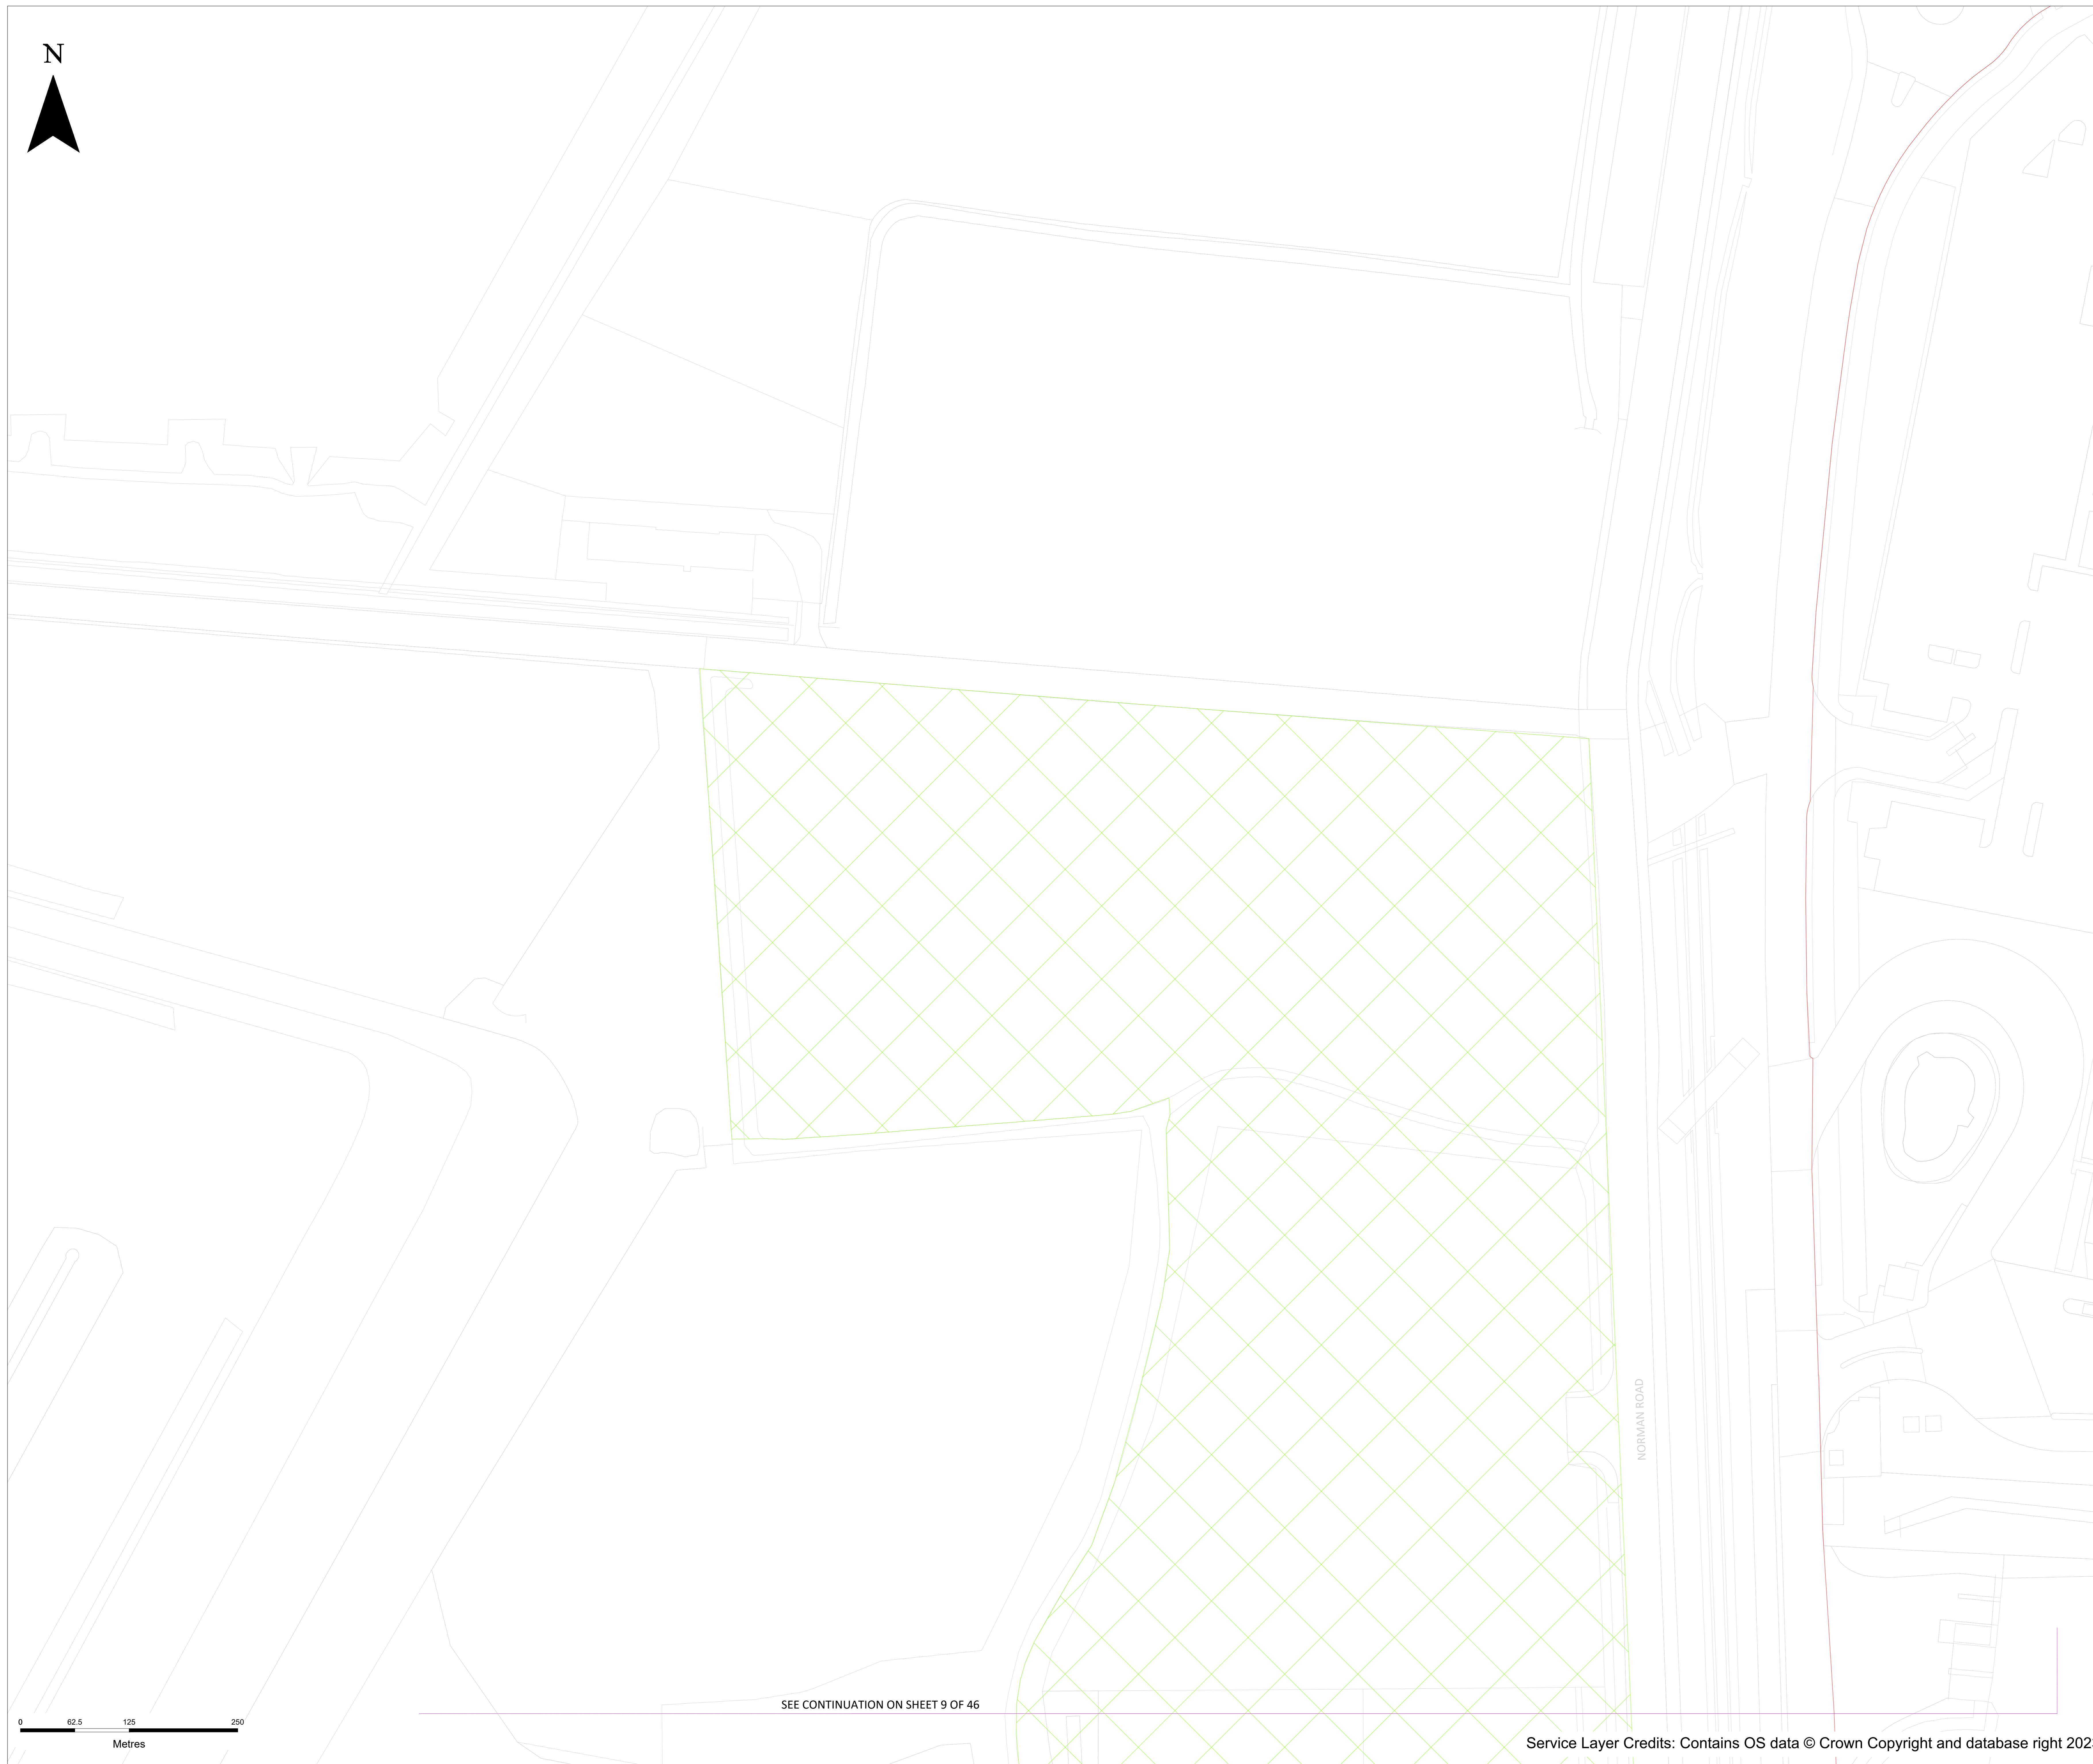 N
NORMAN ROAD
SEE CONTINUATION ON SHEET 9 OF 46
0 62.5 125 250
Metres
Service Layer Credits: Contains OS data © Crown Copyright and database right 202